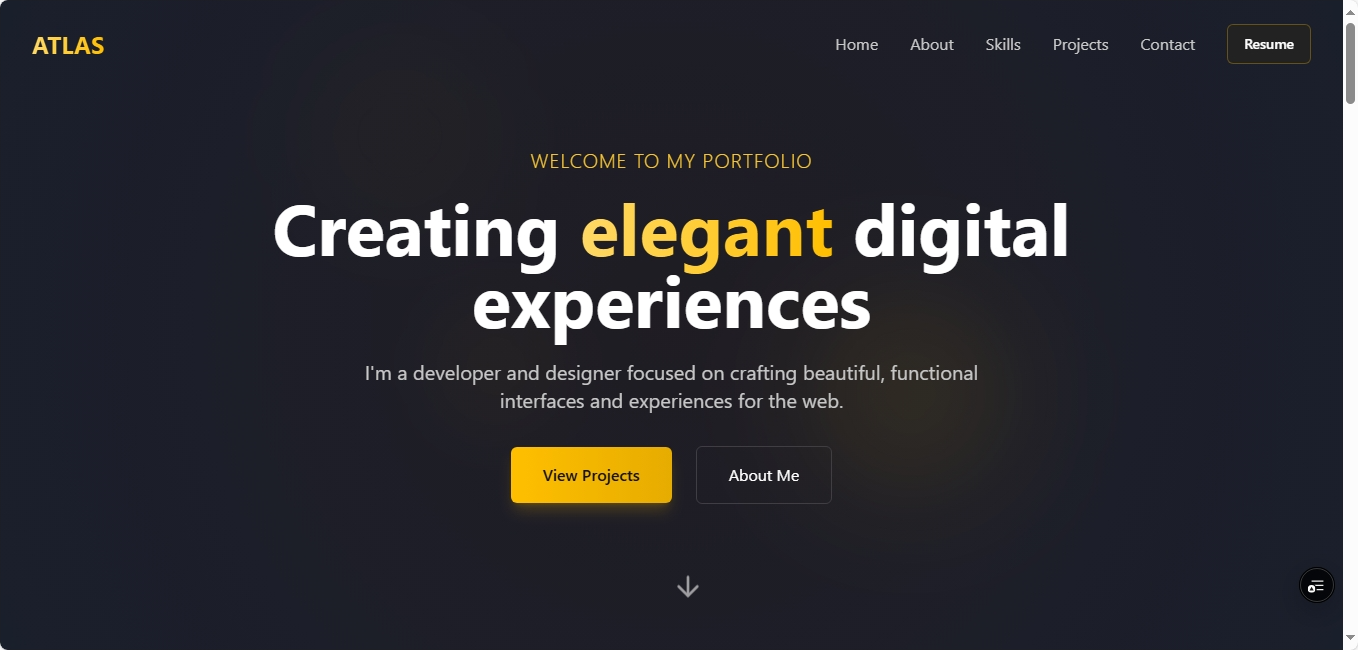 ATLAS
Home About Skills Projects Contact Resume
WELCOME TO MY PORTFOLIO
Creating elegant digital
experiences
I'm a developer and designer focused on crafting beautiful, functional
interfaces and experiences for the web.
View Projects About Me